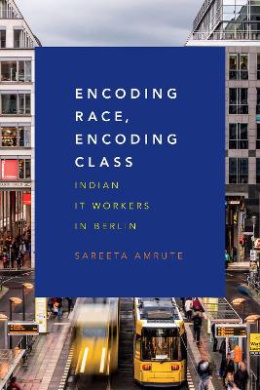 ENCODING
RACE,
ENCODING
CLASS
INDIAN
IT WORKERS
IN BERLIN
SAREETA AMRUTE